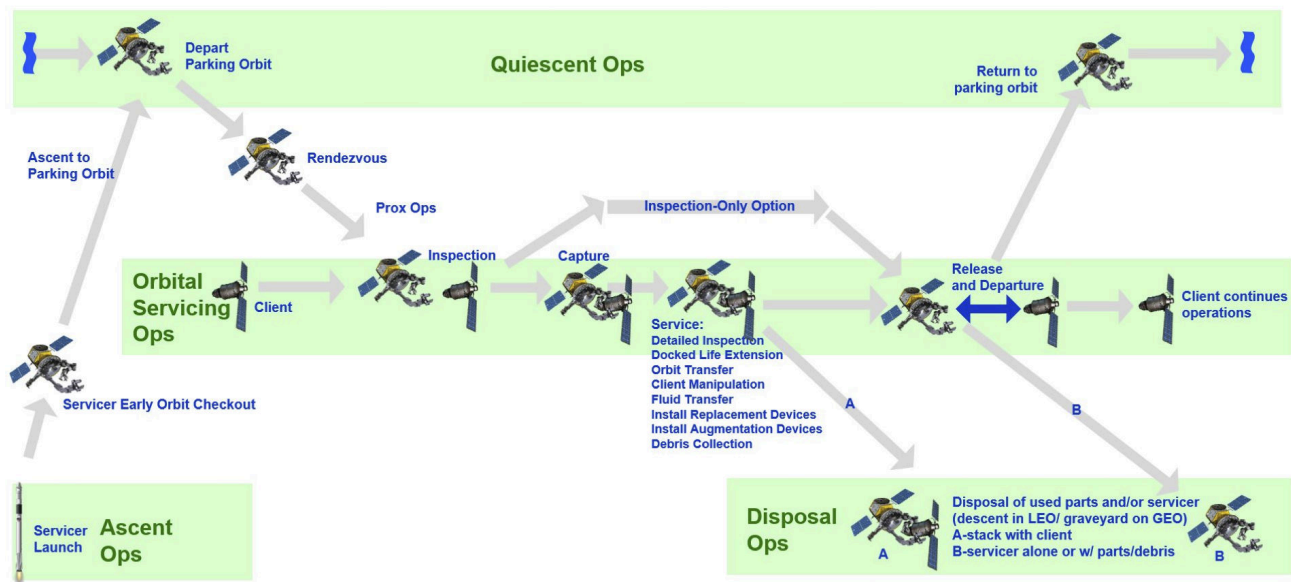 Depart
Parking Orbit
Quiescent Ops
Return to
parking orbit
Ascent to
Parking Orbit
Rendezvous
Prox Ops
Inspection-Only Option
Inspection
Capture
Release
and Departure
Orbital
Servicing
Ops
Client
Client continues
operations
Service:
Detailed Inspection
Docked Life Extension
Orbit Transfer
Client Manipulation
Fluid Transfer
Install Replacement Devices
Install Augmentation Devices
Debris Collection
A
B
Servicer Early Orbit Checkout
Servicer
Launch
Ascent
Ops
Disposal
Ops
A
Disposal of used parts and/or servicer
(descent in LEO/ graveyard on GEO)
A-stack with client
B-servicer alone or w/ parts/debris
B